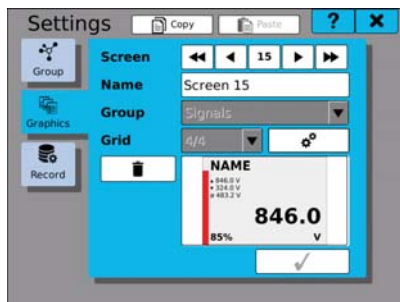 Settings
Copy
Paste
?
Group
Graphics
Record
Screen
15
Name
Screen 15
Group
Signals
Grid
4/4
NAME
846.0 V
324.0 V
ø 483.2 V
846.0
85%
V